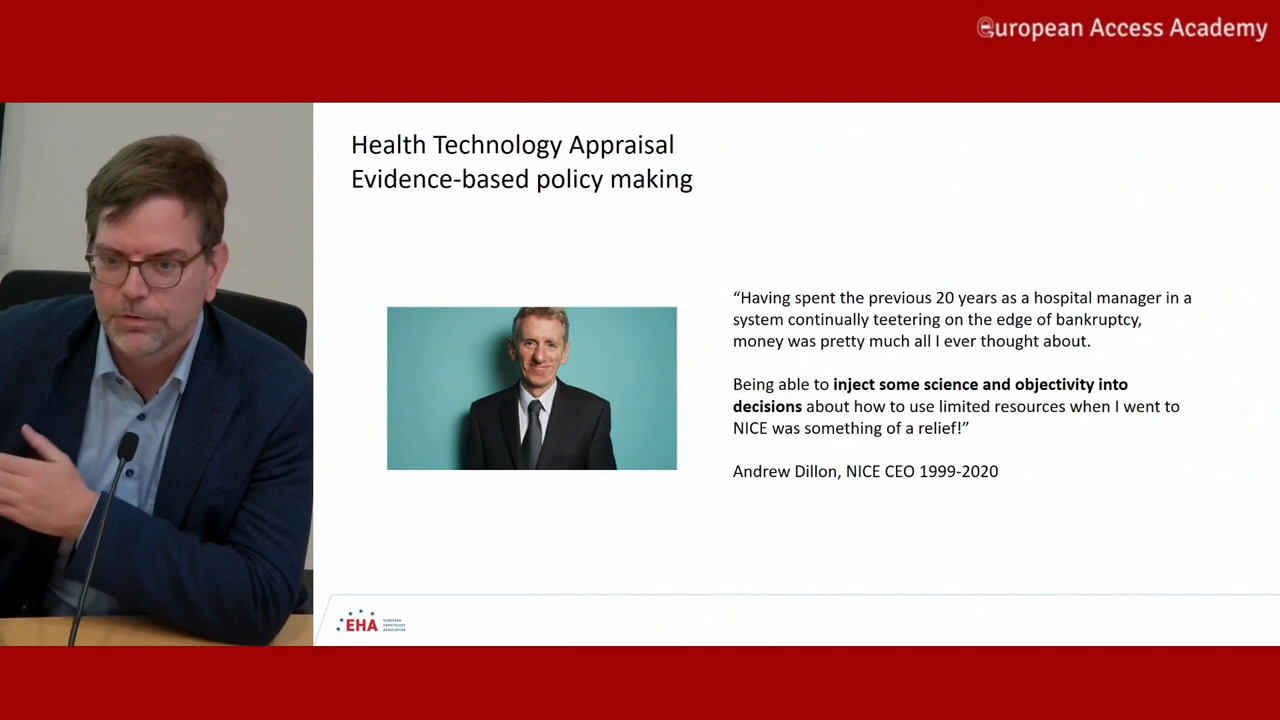 European Access Academy
Health Technology Appraisal
Evidence-based policy making
“Having spent the previous 20 years as a hospital manager in a
system continually teetering on the edge of bankruptcy,
money was pretty much all I ever thought about.
Being able to inject some science and objectivity into
decisions about how to use limited resources when I went to
NICE was something of a relief!”
Andrew Dillon, NICE CEO 1999-2020
EHA
EUROPEAN
HEMATOLOGY
ASSOCIATION